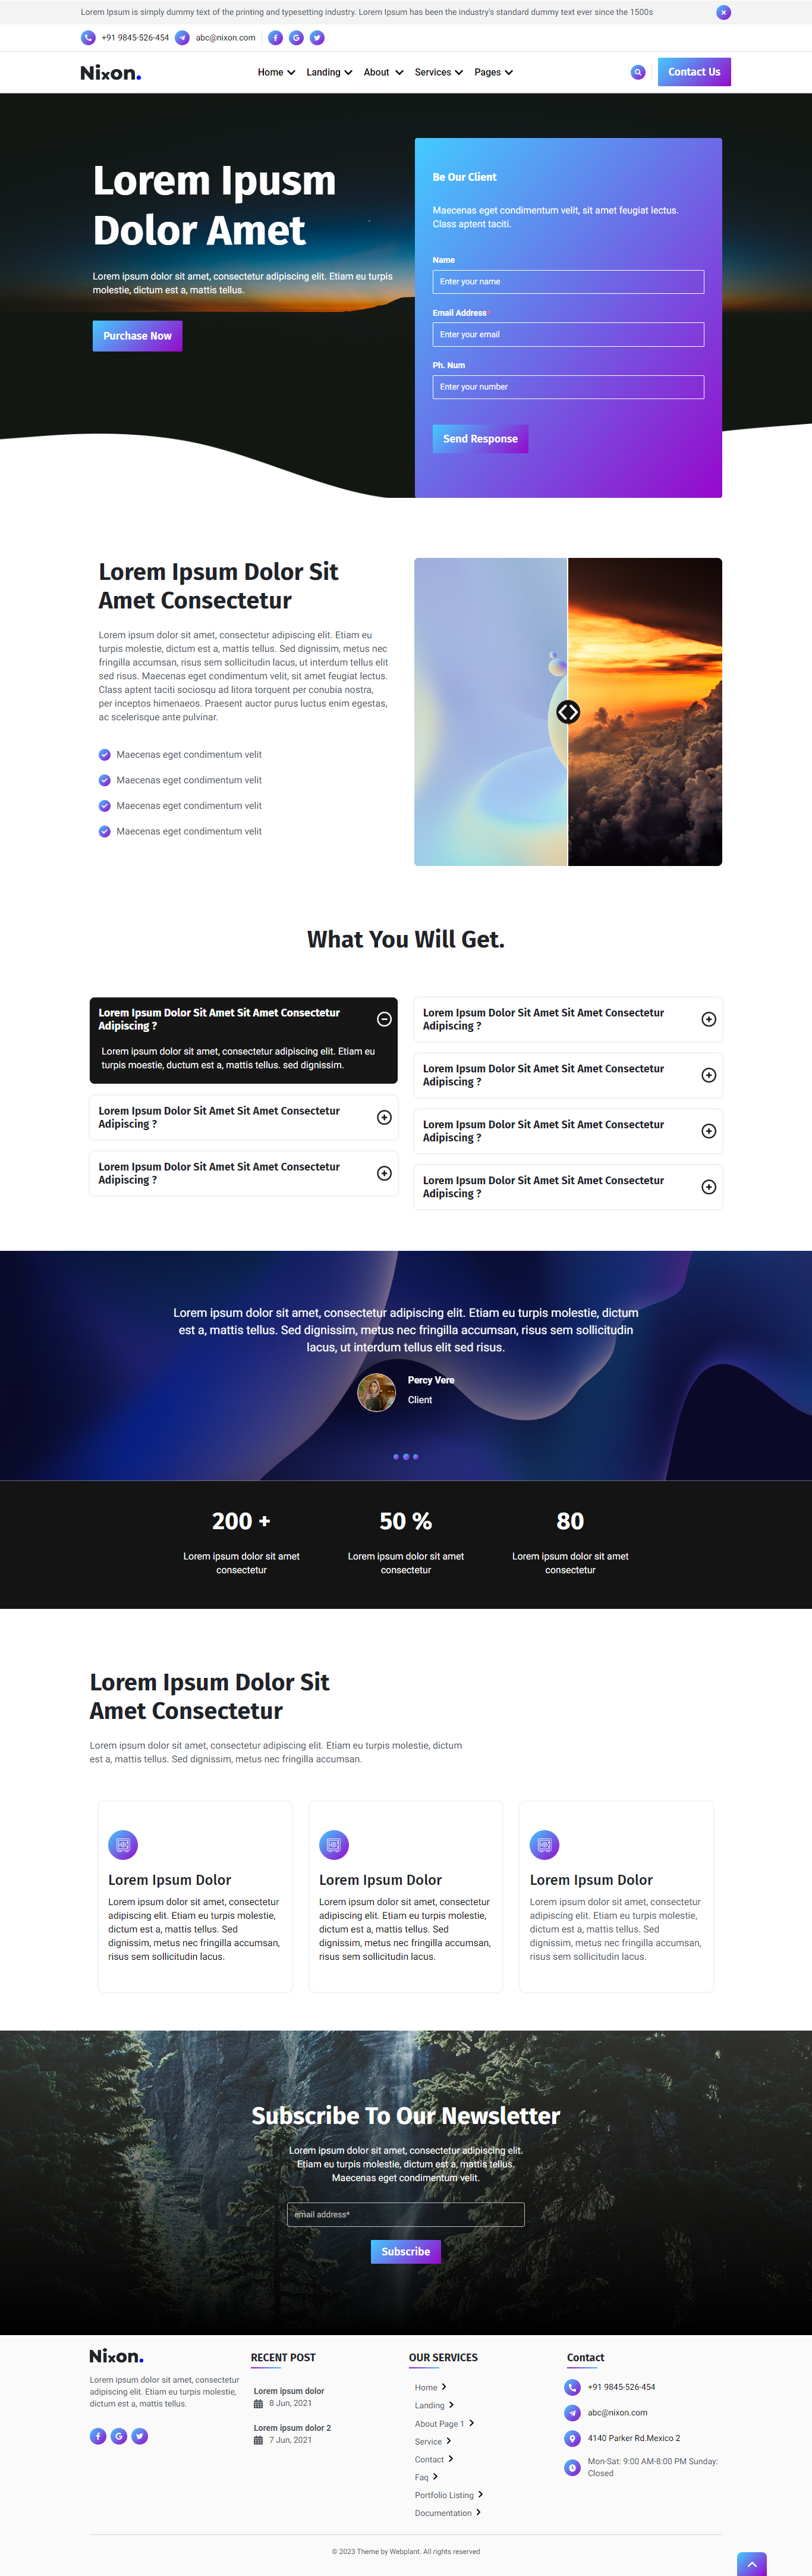 Lorem Ipsum is simply dummy text of the printing and typesetting industry. Lorem Ipsum has been the industry's standard dummy text ever since the 1500s
+91 9845-526-454
abc@nixon.com
Nixon.
Home
Landing
About
Services
Pages
Contact Us
Lorem Ipusm
Dolor Amet
Lorem ipsum dolor sit amet, consectetur adipiscing elit. Etiam eu turpis
molestie, dictum est a, mattis tellus.
Purchase Now
Be Our Client
Maecenas eget condimentum velit, sit amet feugiat lectus.
Class aptent taciti.
Name
Enter your name
Email Address*
Enter your email
Ph. Num
Enter your number
Send Response
Lorem Ipsum Dolor Sit
Amet Consectetur
Lorem ipsum dolor sit amet, consectetur adipiscing elit. Etiam eu
turpis molestie, dictum est a, mattis tellus. Sed dignissim, metus nec
fringilla accumsan, risus sem sollicitudin lacus, ut interdum tellus elit
sed risus. Maecenas eget condimentum velit, sit amet feugiat lectus.
Class aptent taciti sociosqu ad litora torquent per conubia nostra,
per inceptos himenaeos. Praesent auctor purus luctus enim egestas,
ac scelerisque ante pulvinar.
Maecenas eget condimentum velit
Maecenas eget condimentum velit
Maecenas eget condimentum velit
Maecenas eget condimentum velit
What You Will Get.
Lorem Ipsum Dolor Sit Amet Sit Amet Consectetur
Adipiscing ?
Lorem ipsum dolor sit amet, consectetur adipiscing elit. Etiam eu
turpis moestie, ductum est a, mattis tellus. sed dignissim.
Lorem Ipsum Dolor Sit Amet Sit Amet Consectetur
Adipiscing ?
Lorem Ipsum Dolor Sit Amet Sit Amet Consectetur
Adipiscing ?
Lorem Ipsum Dolor Sit Amet Sit Amet Consectetur
Adipiscing ?
Lorem Ipsum Dolor Sit Amet Sit Amet Consectetur
Adipiscing ?
Lorem Ipsum Dolor Sit Amet Sit Amet Consectetur
Adipiscing ?
Lorem Ipsum Dolor Sit Amet Sit Amet Consectetur
Adipiscing ?
Lorem ipsum dolor sit amet, consectetur adipiscing elit. Etiam eu turpis molestie, dictum
est a, mattis tellus. Sed dignissim, metus nec fringilla accumsan, risus sem sollicitudin
lacus, ut interdum tellus elit sed risus.
Percy Vere
Client
200 +
Lorem ipsum dolor sit amet
consectetur
50 %
Lorem ipsum dolor sit amet
consectetur
80
Lorem ipsum dolor sit amet
consectetur
Lorem Ipsum Dolor Sit
Amet Consectetur
Lorem ipsum dolor sit amet, consectetur adipiscing elit. Etiam eu turpis molestie, dictum
est a, mattis tellus. Sed dignissim, metus nec fringilla accumsan.
Lorem Ipsum Dolor
Lorem ipsum dolor sit amet, consectetur
adipiscing elit. Etiam eu turpis molestie,
dictum est a, mattis tellus. Sed
dignissim, metus nec fringilla accumsan,
risus sem sollicitudin lacus.
Lorem Ipsum Dolor
Lorem ipsum dolor sit amet, consectetur
adipiscing elit. Etiam eu turpis molestie,
dictum est a, mattis tellus. Sed
dignissim, metus nec fringilla accumsan,
risus sem sollicitudin lacus.
Lorem Ipsum Dolor
Lorem ipsum dolor sit amet, consectetur
adipiscing elit. Etiam eu turpis molestie,
dictum est a, mattis tellus. Sed
dignissim, metus nec fringilla accumsan,
risus sem sollicitudin lacus.
Subscribe To Our Newsletter
Lorem ipsum dolor sit amet, consectetur adipiscing elit.
Etiam eu turpis molestie, dictum est a, mattis tellus.
Maecenas eget condimentum velit.
email address*
Subscribe
Nixon.
Lorem ipsum dolor sit amet, consectetur
adipiscing elit. Etiam eu turpis molestie,
dictum est a, mattis tellus.
RECENT POST
Lorem ipsum dolor
8 Jun, 2021
Lorem ipsum dolor 2
7 Jun, 2021
OUR SERVICES
Home
Landing
About Page 1
Service
Contact
Faq
Portfolio Listing
Documentation
Contact
+91 9845-526-454
abc@nixon.com
4140 Parker Rd.Mexico 2
Mon-Sat: 9:00 AM-8:00 PM Sunday:
Closed
© 2023 Theme by Webplant. All rights reserved